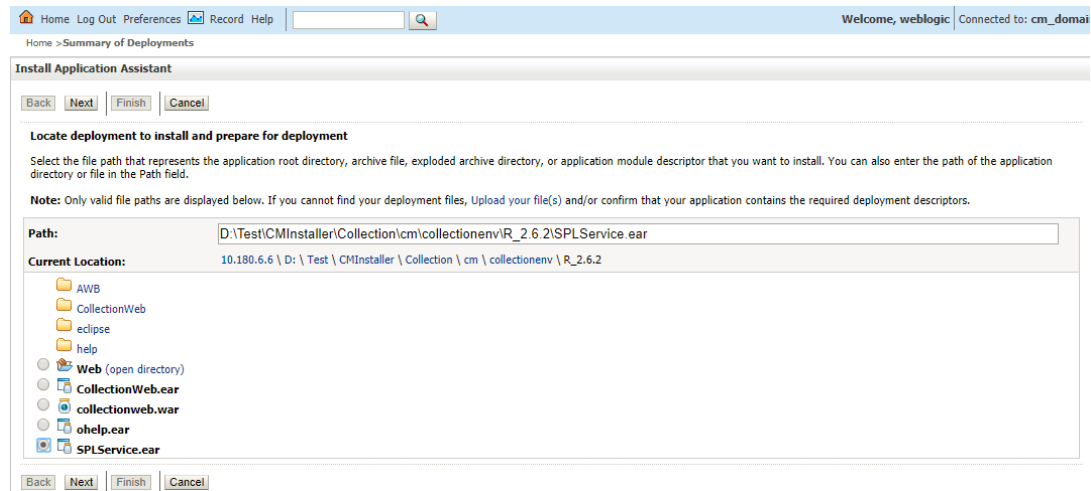 Home Log Out Preferences Record Help
Welcome, weblogic Connected to: cm_domai
Home >Summary of Deployments
Install Application Assistant
Back Next Finish Cancel
Locate deployment to install and prepare for deployment
Select the file path that represents the application root directory, archive file, exploded archive directory, or application module descriptor that you want to install. You can also enter the path of the application
directory or file in the Path field.
Note: Only valid file paths are displayed below. If you cannot find your deployment files, Upload your file(s) and/or confirm that your application contains the required deployment descriptors.
Path: D:\Test\CMInstaller\Collection\cm\collectionenv\R_2.6.2\SPLService.ear
Current Location: 10.180.6.6 \ D: \ Test \ CMInstaller \ Collection \ cm \ collectionenv \ R_2.6.2
AWB
CollectionWeb
eclipse
help
Web (open directory)
CollectionWeb.ear
collectionweb.war
ohelp.ear
SPLService.ear
Back Next Finish Cancel